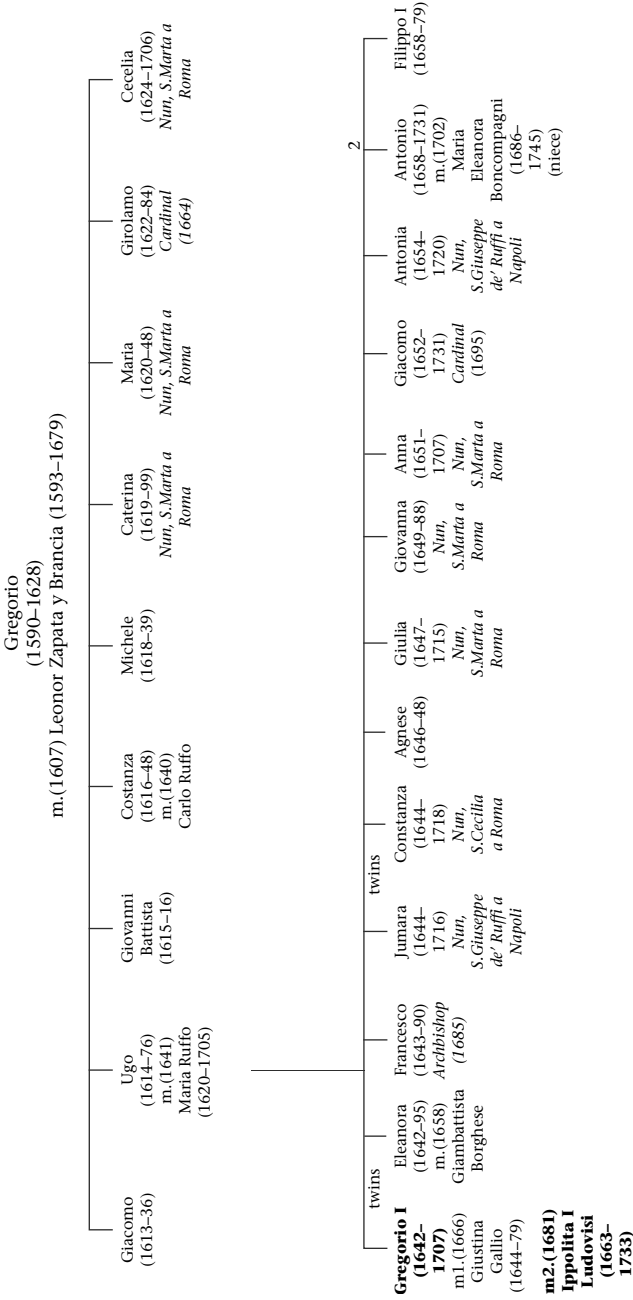 Gregorio
(1590–1628)
m.(1607) Leonor Zapata y Brancia (1593–1679)
Giacomo
(1613–36)
Ugo
(1614–76)
m.(1641)
Maria Ruffo
(1620–1705)
Giovanni
Battista
(1615–16)
Costanza
(1616–48)
m.(1640)
Carlo Ruffo
Michele
(1618–39)
Caterina
(1619–99)
Nun, S.Marta a
Roma
Maria
(1620–48)
Nun, S.Marta a
Roma
Girolamo
(1622–84)
Cardinal
(1664)
Cecelia
(1624–1706)
Nun, S.Marta a
Roma
twins
twins
2
Gregorio I
(1642–
1707)
m1.(1666)
Giustina
Gallio
(1644–79)
m2.(1681)
Ippolita I
Ludovisi
(1663–
1733)
Eleanora
(1642–95)
m.(1658)
Giambattista
Borghese
Francesco
(1643–90)
Archbishop
(1685)
Jumara
(1644–
1716)
Nun,
S.Giuseppe
de' Ruffi a
Napoli
Constanza
(1644–
1718)
Nun,
S.Cecilia
a Roma
Agnese
(1646–48)
Giulia
(1647–
1715)
Nun,
S.Marta a
Roma
Giovanna
(1649–88)
Nun,
S.Marta a
Roma
Anna
(1651–
1707)
Nun,
S.Marta a
Roma
Giacomo
(1652–
1731)
Cardinal
(1695)
Antonia
(1654–
1720)
Nun,
S.Giuseppe
de' Ruffi a
Napoli
Antonio
(1658–1731)
m.(1702)
Maria
Eleanora
Boncompagni
(1686–
1745)
(niece)
Filippo I
(1658–79)